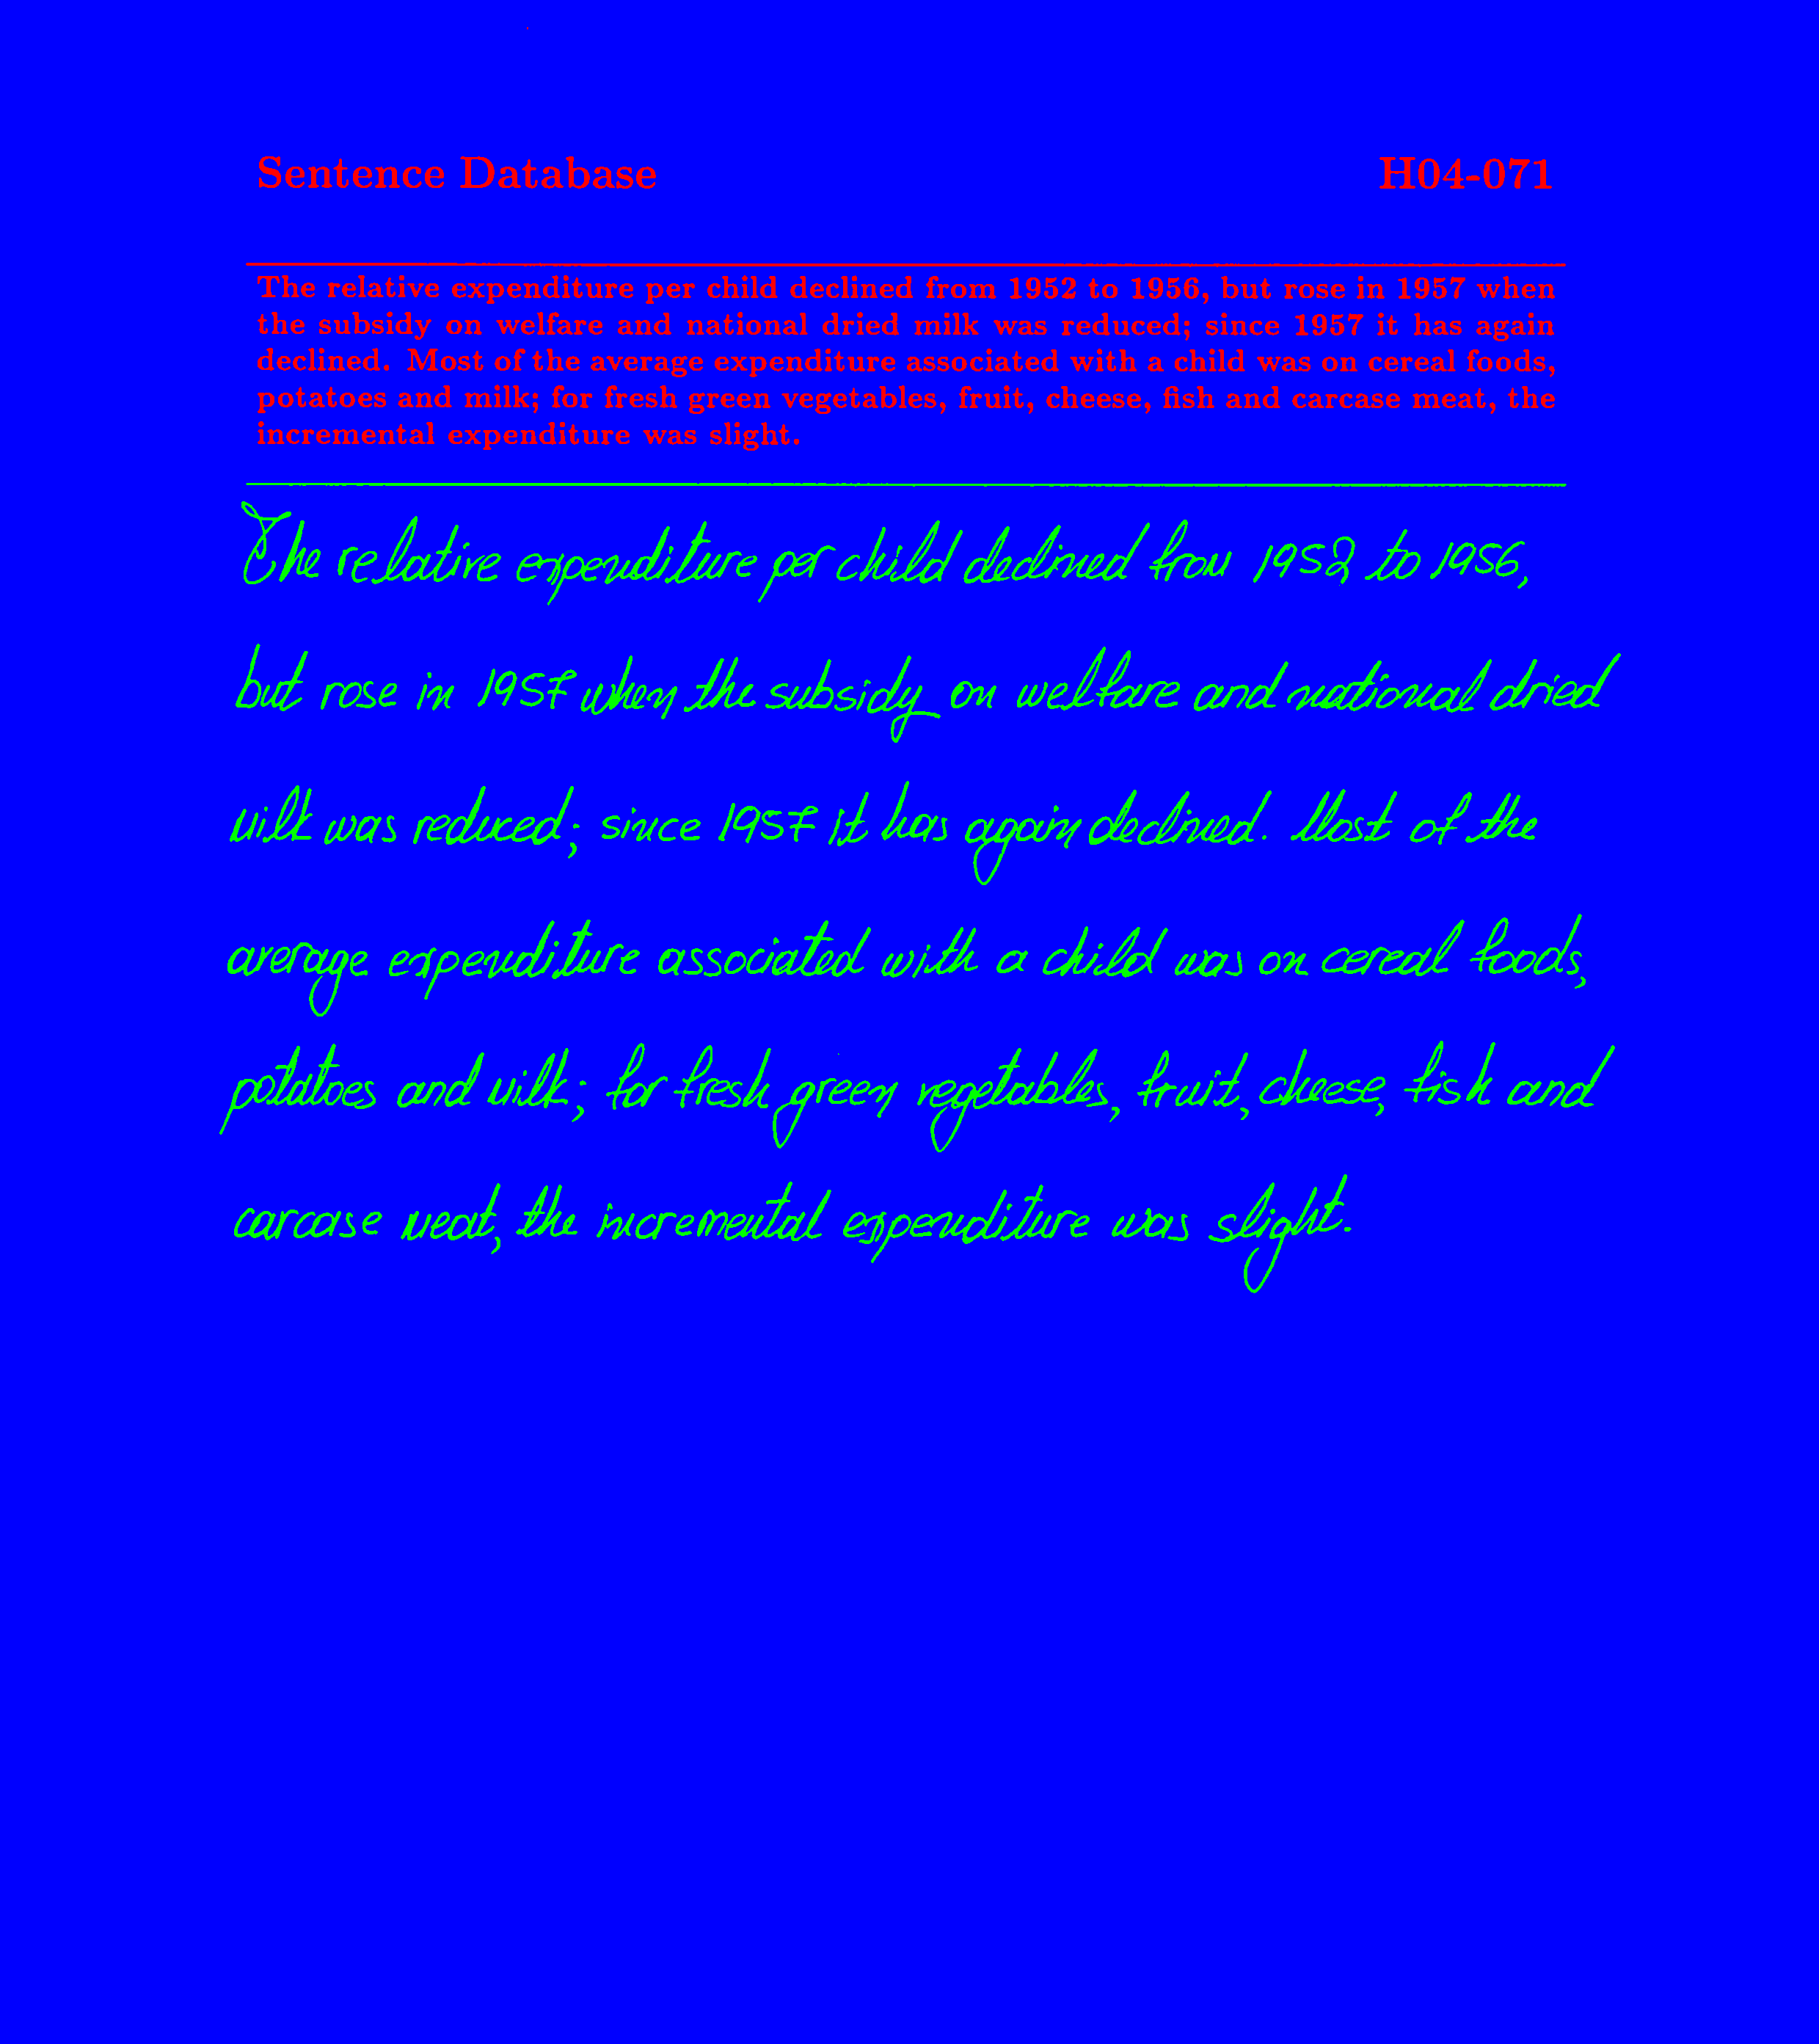 Sentence Database H04-071
The relative expenditure per child declined from 1952 to 1956, but rose in 1957 when
the subsidy on welfare and national dried milk was reduced; since 1957 it has again
declined. Most of the average expenditure associated with a child was on cereal foods,
potatoes and milk; for fresh green vegetables, fruit, cheese, fish and carcase meat, the
incremental expenditure was slight.
The relative expenditure per child declined from 1952 to 1956,
but rose in 1957 when the subsidy on welfare and national dried
milk was reduced; since 1957 it has again declined. Most of the
average expenditure associated with a child was on cereal foods,
potatoes and milk; for fresh green vegetables, fruit, cheese, fish and
carcase meat, the incremental expenditure was slight.